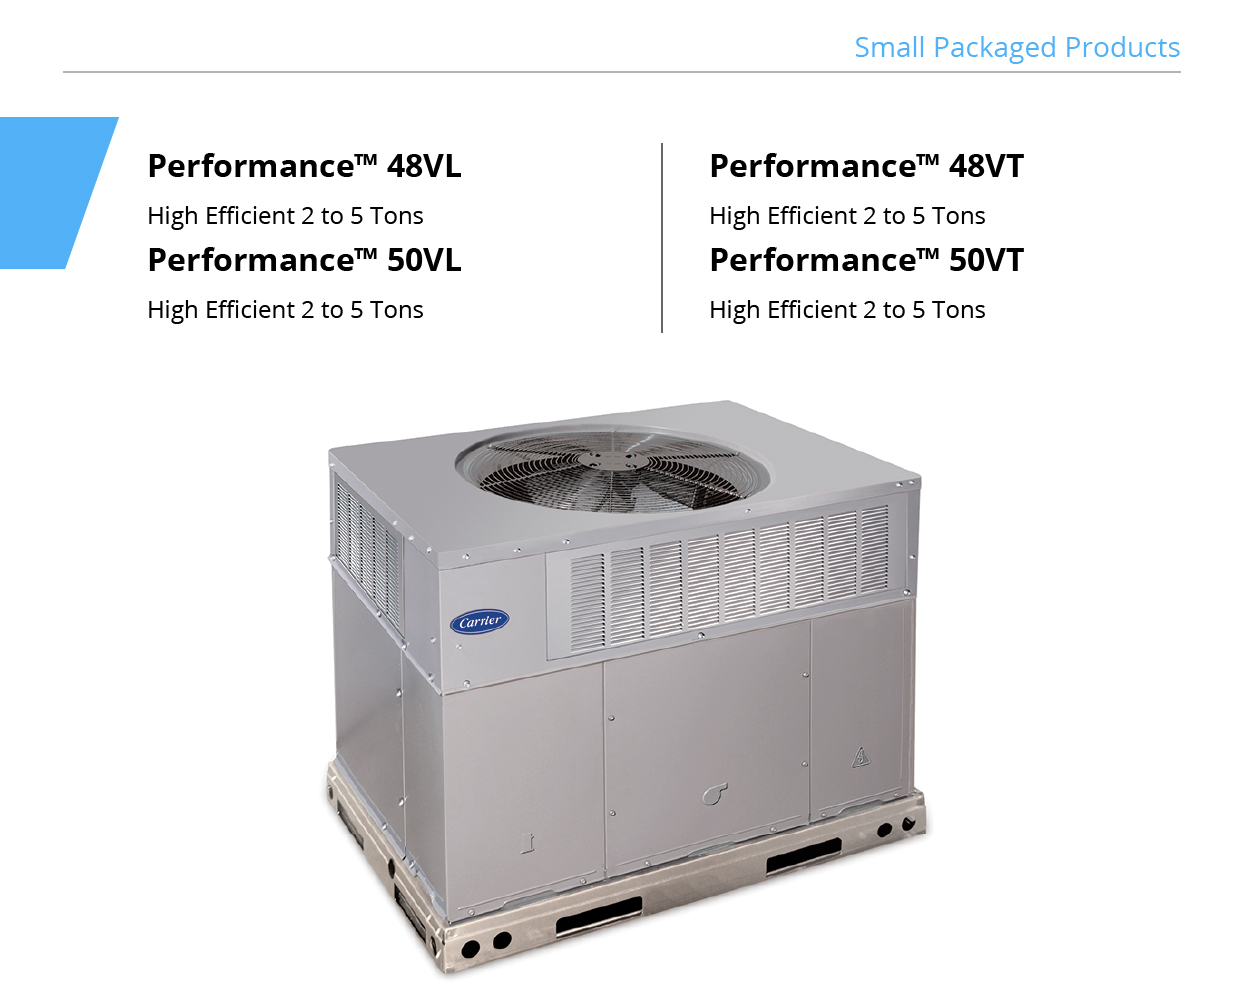 Small Packaged Products
Performance™ 48VL
High Efficient 2 to 5 Tons
Performance™ 50VL
High Efficient 2 to 5 Tons
Performance™ 48VT
High Efficient 2 to 5 Tons
Performance™ 50VT
High Efficient 2 to 5 Tons
Carrier